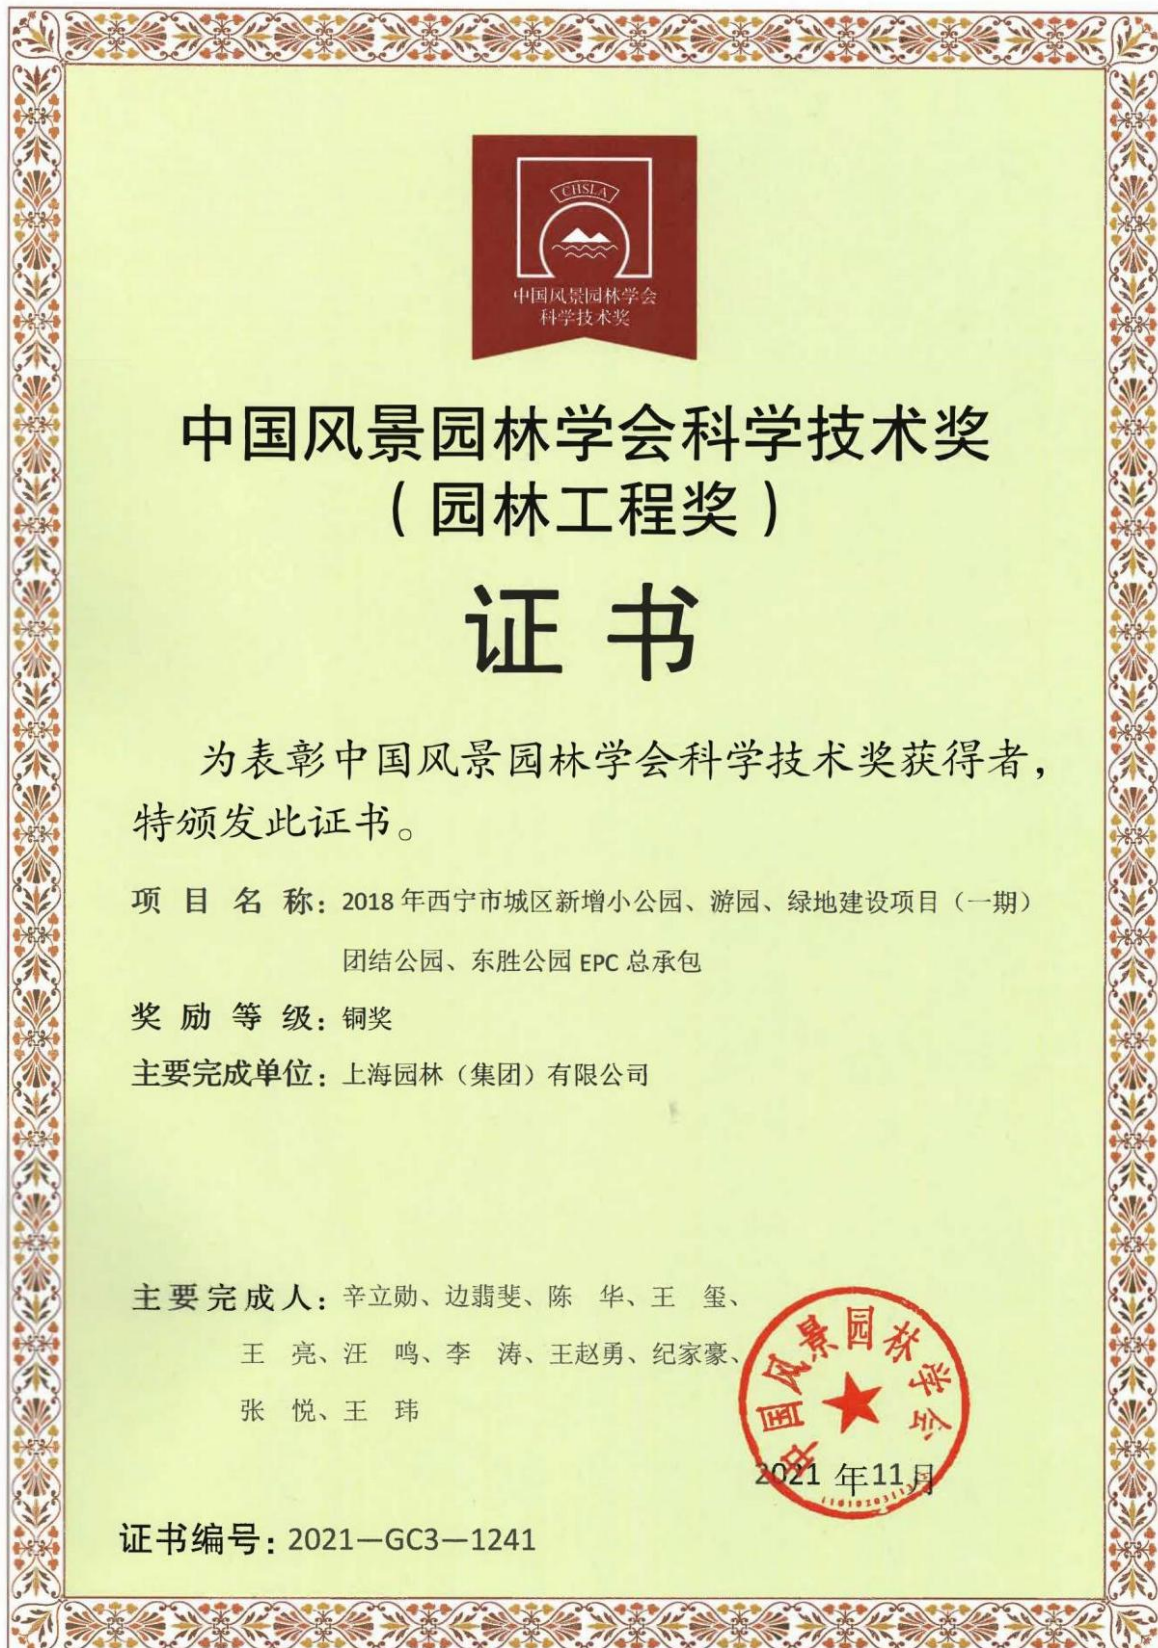 CHSLA
中国风景园林学会
科学技术奖
中国风景园林学会科学技术奖
（园林工程奖）
证书
为表彰中国风景园林学会科学技术奖获得者，
特颁发此证书。
项目名称：2018年西宁市城区新增小公园、游园、绿地建设项目（一期）
团结公园、东胜公园EPC总承包
奖励等级：铜奖
主要完成单位：上海园林（集团）有限公司
主要完成人：辛立勋、边翡斐、陈　华、王　玺、
王　亮、汪　鸣、李　涛、王赵勇、纪家豪、
张　悦、王　玮
中国风景园林学会
2021年11月
证书编号：2021—GC3—1241